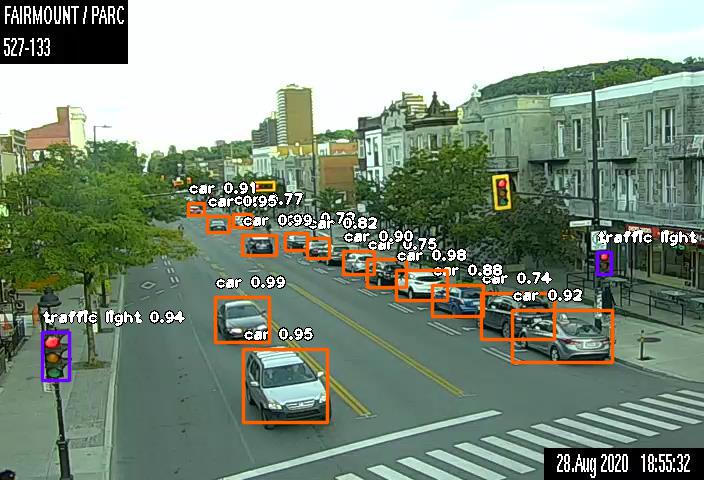 FAIRMOUNT / PARC
527-133
car 0.91
car 0.95
0.77
car 0.99
0.82
car 0.90
car 0.75
car 0.98
car 0.88
car 0.74
car 0.92
traffic light
car 0.99
traffic light 0.94
car 0.95
28.Aug 2020 18:55:32